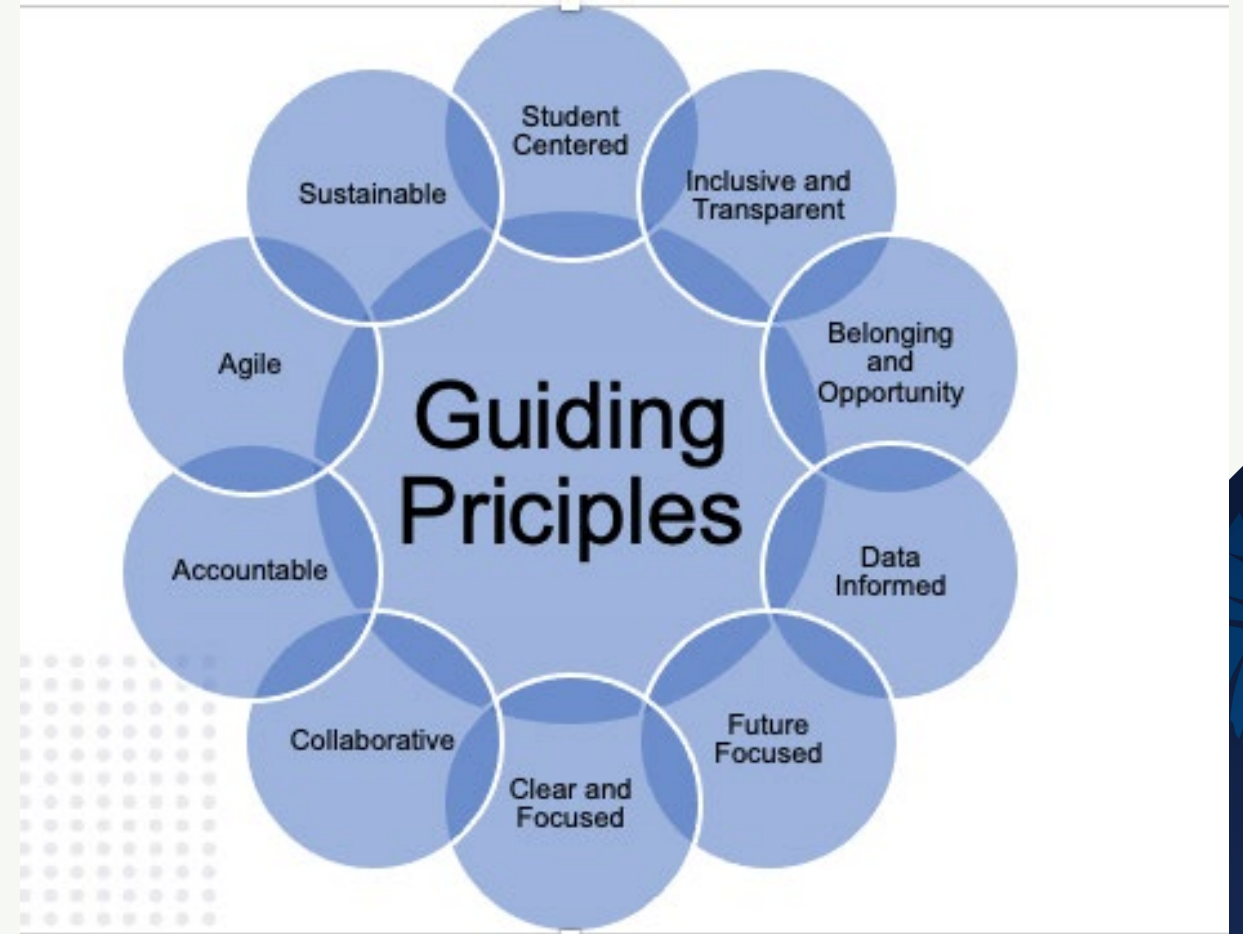 Student
Centered
Inclusive and
Transparent
Belonging
and
Opportunity
Data
Informed
Future
Focused
Clear and
Focused
Collaborative
Accountable
Agile
Sustainable
Guiding
Priciples